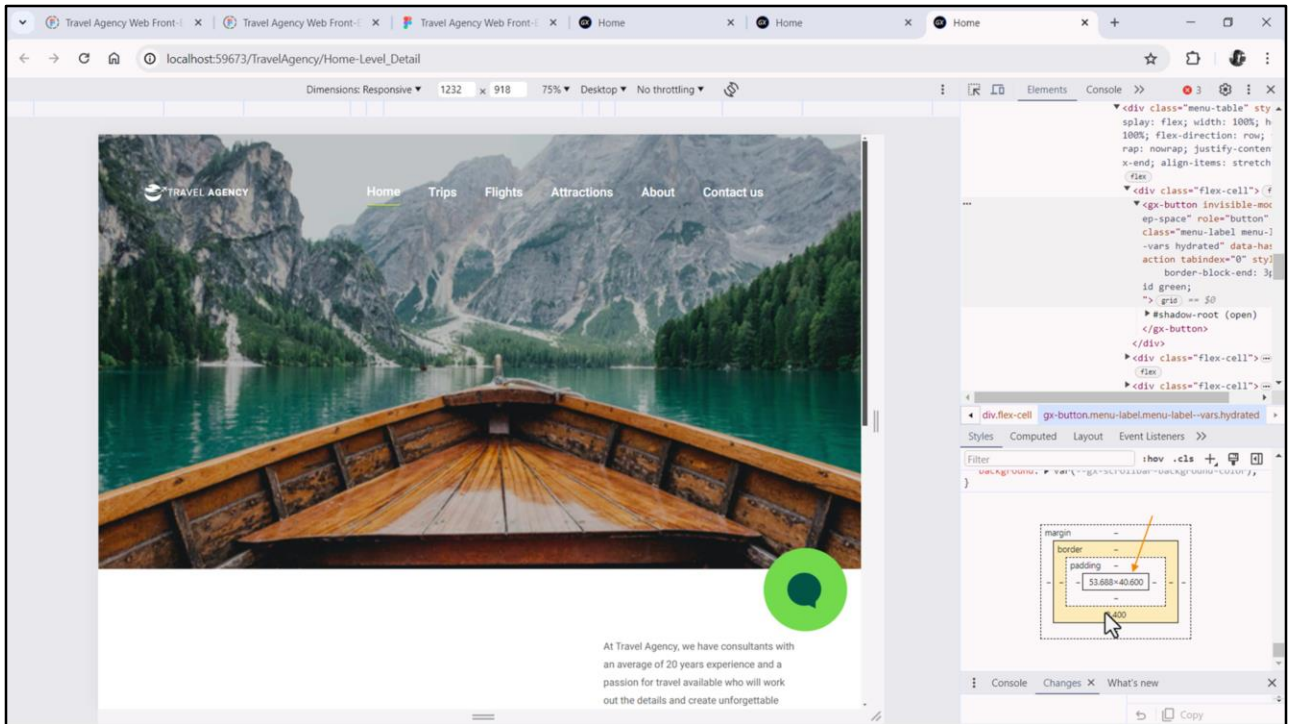 Travel Agency Web Front-
Travel Agency Web Front-E
Travel Agency Web Front-E
Home
Home
Home
localhost:59673/TravelAgency/Home-Level_Detail
Dimensions: Responsive
1232
x
918
75%
Desktop
No throttling
TRAVEL AGENCY
Home
Trips
Flights
Attractions
About
Contact us
At Travel Agency, we have consultants with
an average of 20 years experience and a
passion for travel available who will work
out the details and create unforgettable
Elements
Console
3
<div class="menu-table" sty
splay: flex; width: 100%; h
100%; flex-direction: row;
rap: nowrap; justify-conten
x-end; align-items: stretch
flex
<div class="flex-cell">
<gx-button invisible-mod
ep-space" role="button"
class="menu-label menu-l
-vars hydrated" data-has
action tabindex="0" styl
border-block-end: 3p
id green;
"> grid == $0
#shadow-root (open)
</gx-button>
</div>
<div class="flex-cell">
flex
<div class="flex-cell">
div.flex-cell
gx-button.menu-label.menu-label--vars.hydrated
Styles
Computed
Layout
Event Listeners
Filter
:hov
.cls
background: var(--gx-scrollbar-background-color);
}
margin
-
border
-
padding
-
- - - 53.688×40.600 - - -
-
-
Console
Changes
What's new
Copy